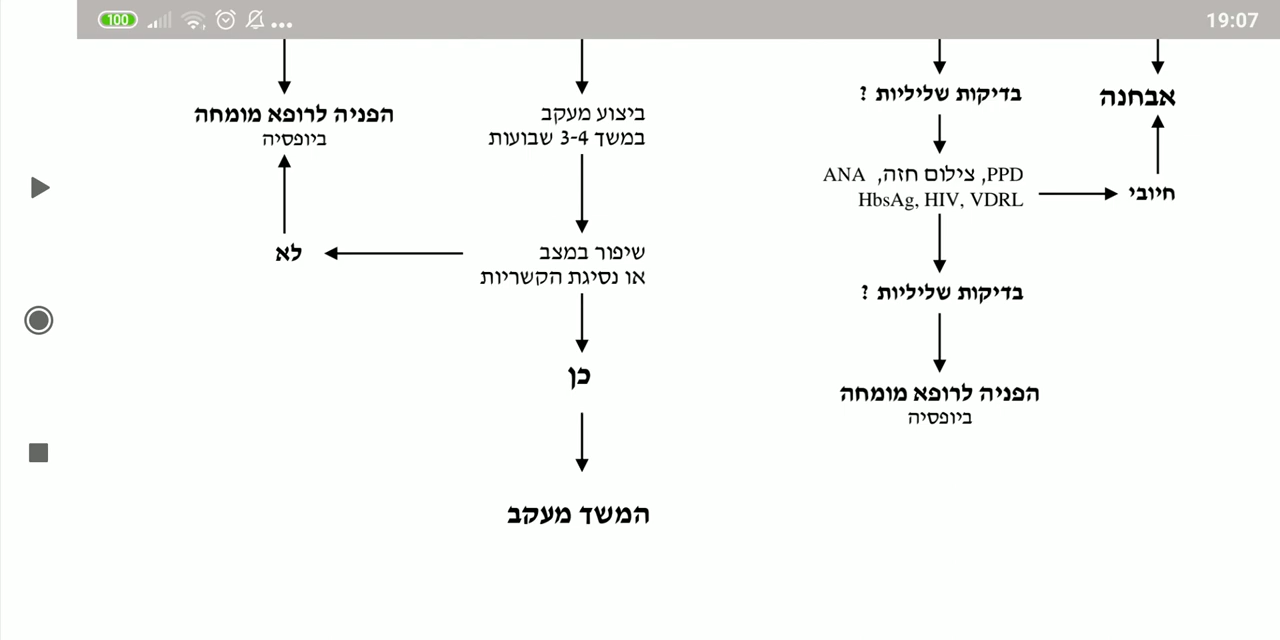 100
19:07
אבחנה
בדיקות שליליות ?
הפניה לרופא מומחה
ביופסיה
ביצוע מעקב
במשך 3-4 שבועות
PPD, צילום חזה, ANA
HbsAg, HIV, VDRL
חיובי
שיפור במצב
או נסיגת הקשריות
לא
בדיקות שליליות ?
כן
הפניה לרופא מומחה
ביופסיה
המשך מעקב